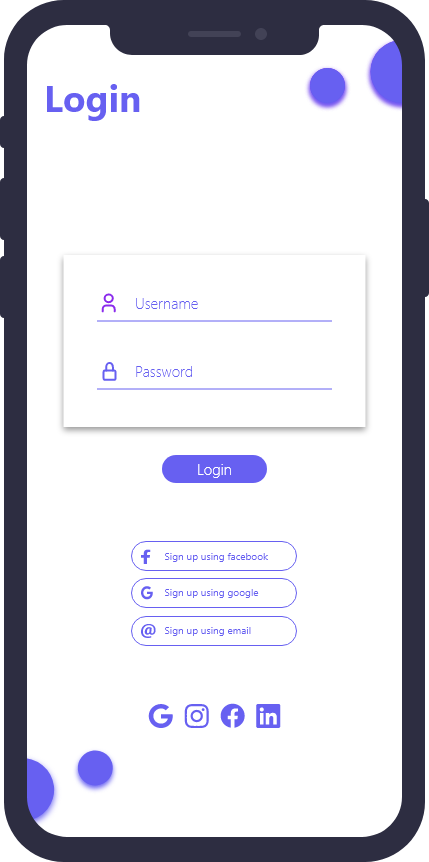 Login
Username
Password
Login
Sign up using facebook
Sign up using google
Sign up using email